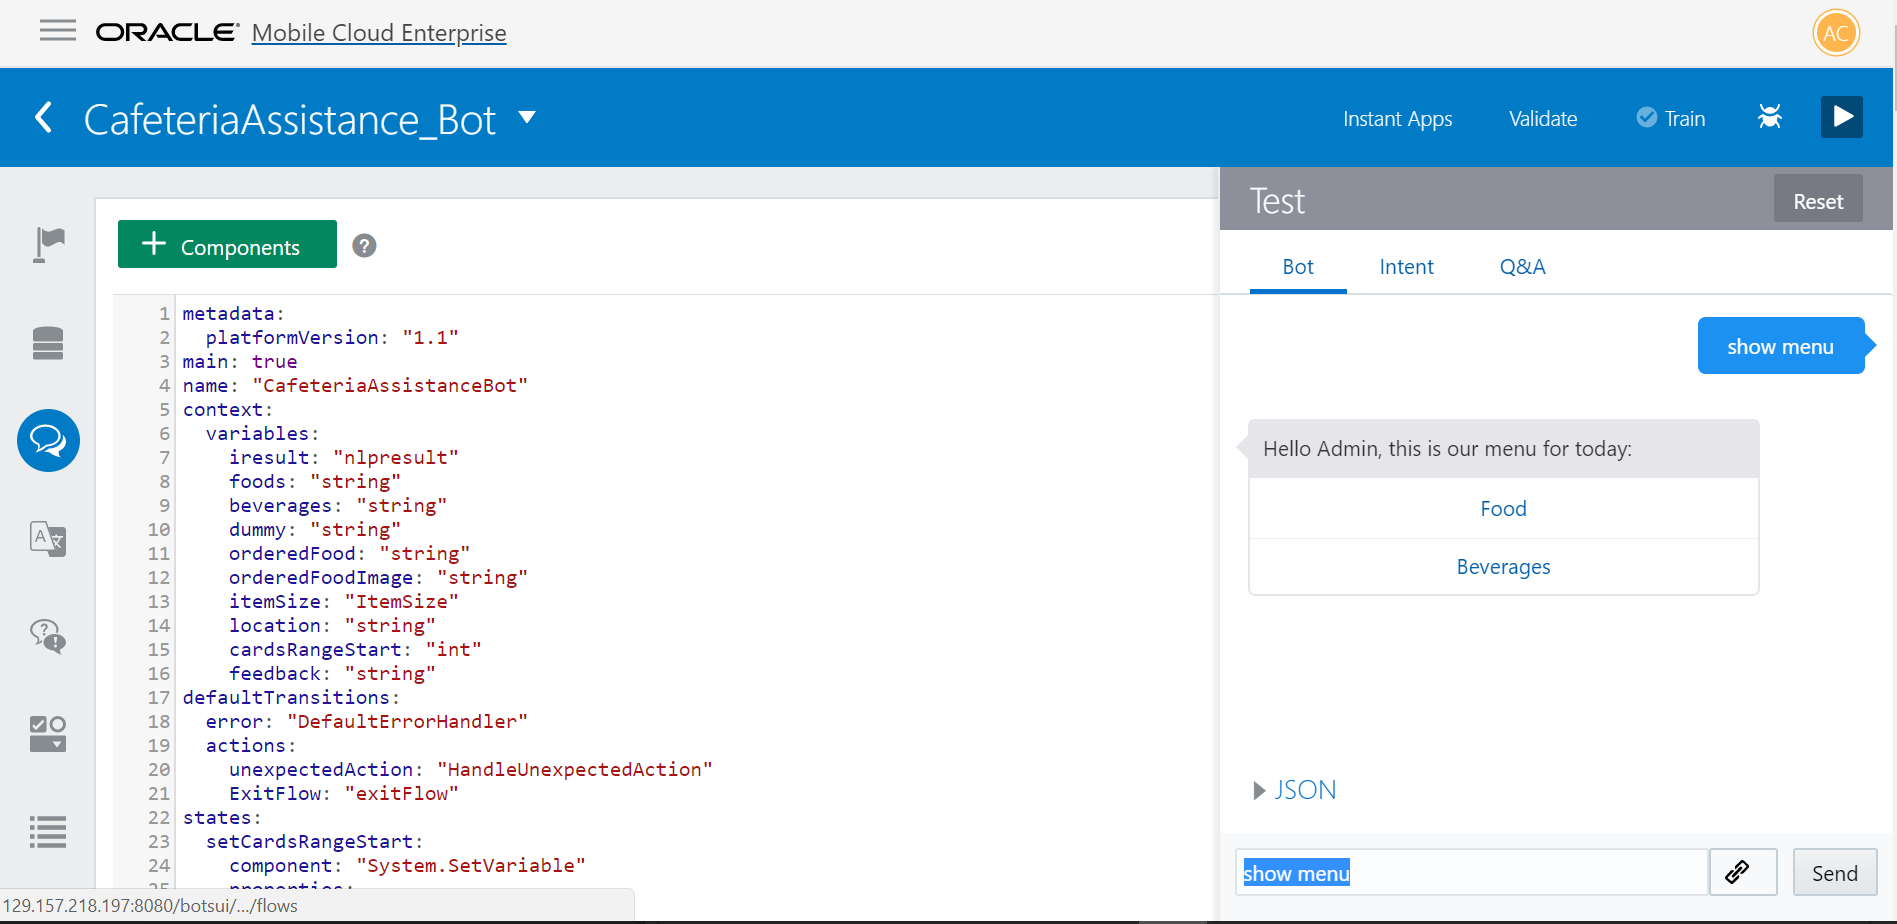 ORACLE® Mobile Cloud Enterprise
AC
CafeteriaAssistance_Bot
Instant Apps
Validate
Train
+ Components
?
1 metadata:
2 platformVersion: "1.1"
3 main: true
4 name: "CafeteriaAssistanceBot"
5 context:
6 variables:
7 iresult: "nlpresult"
8 foods: "string"
9 beverages: "string"
10 dummy: "string"
11 orderedFood: "string"
12 orderedFoodImage: "string"
13 itemSize: "ItemSize"
14 location: "string"
15 cardsRangeStart: "int"
16 feedback: "string"
17 defaultTransitions:
18 error: "DefaultErrorHandler"
19 actions:
20 unexpectedAction: "HandleUnexpectedAction"
21 ExitFlow: "exitFlow"
22 states:
23 setCardsRangeStart:
24 component: "System.SetVariable"
25 properties:
129.157.218.197:8080/botsui/.../flows
Test
Reset
Bot
Intent
Q&A
show menu
Hello Admin, this is our menu for today:
Food
Beverages
JSON
show menu
Send